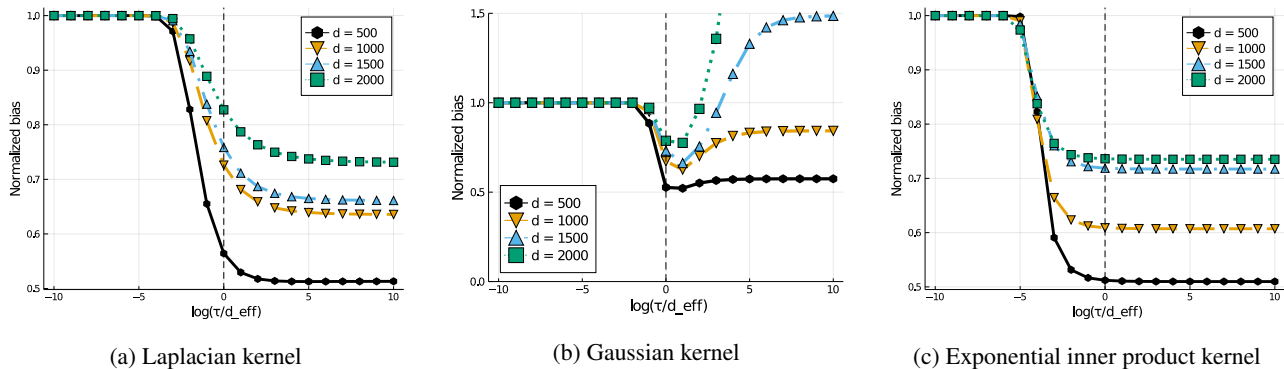 1.0
0.9
0.8
0.7
0.6
0.5
Normalized bias
d = 500
d = 1000
d = 1500
d = 2000
−10
−5
0
5
10
log(τ/d_eff)
(a) Laplacian kernel
1.5
1.0
0.5
0.0
Normalized bias
d = 500
d = 1000
d = 1500
d = 2000
−10
−5
0
5
10
log(τ/d_eff)
(b) Gaussian kernel
1.0
0.9
0.8
0.7
0.6
0.5
Normalized bias
d = 500
d = 1000
d = 1500
d = 2000
−10
−5
0
5
10
log(τ/d_eff)
(c) Exponential inner product kernel